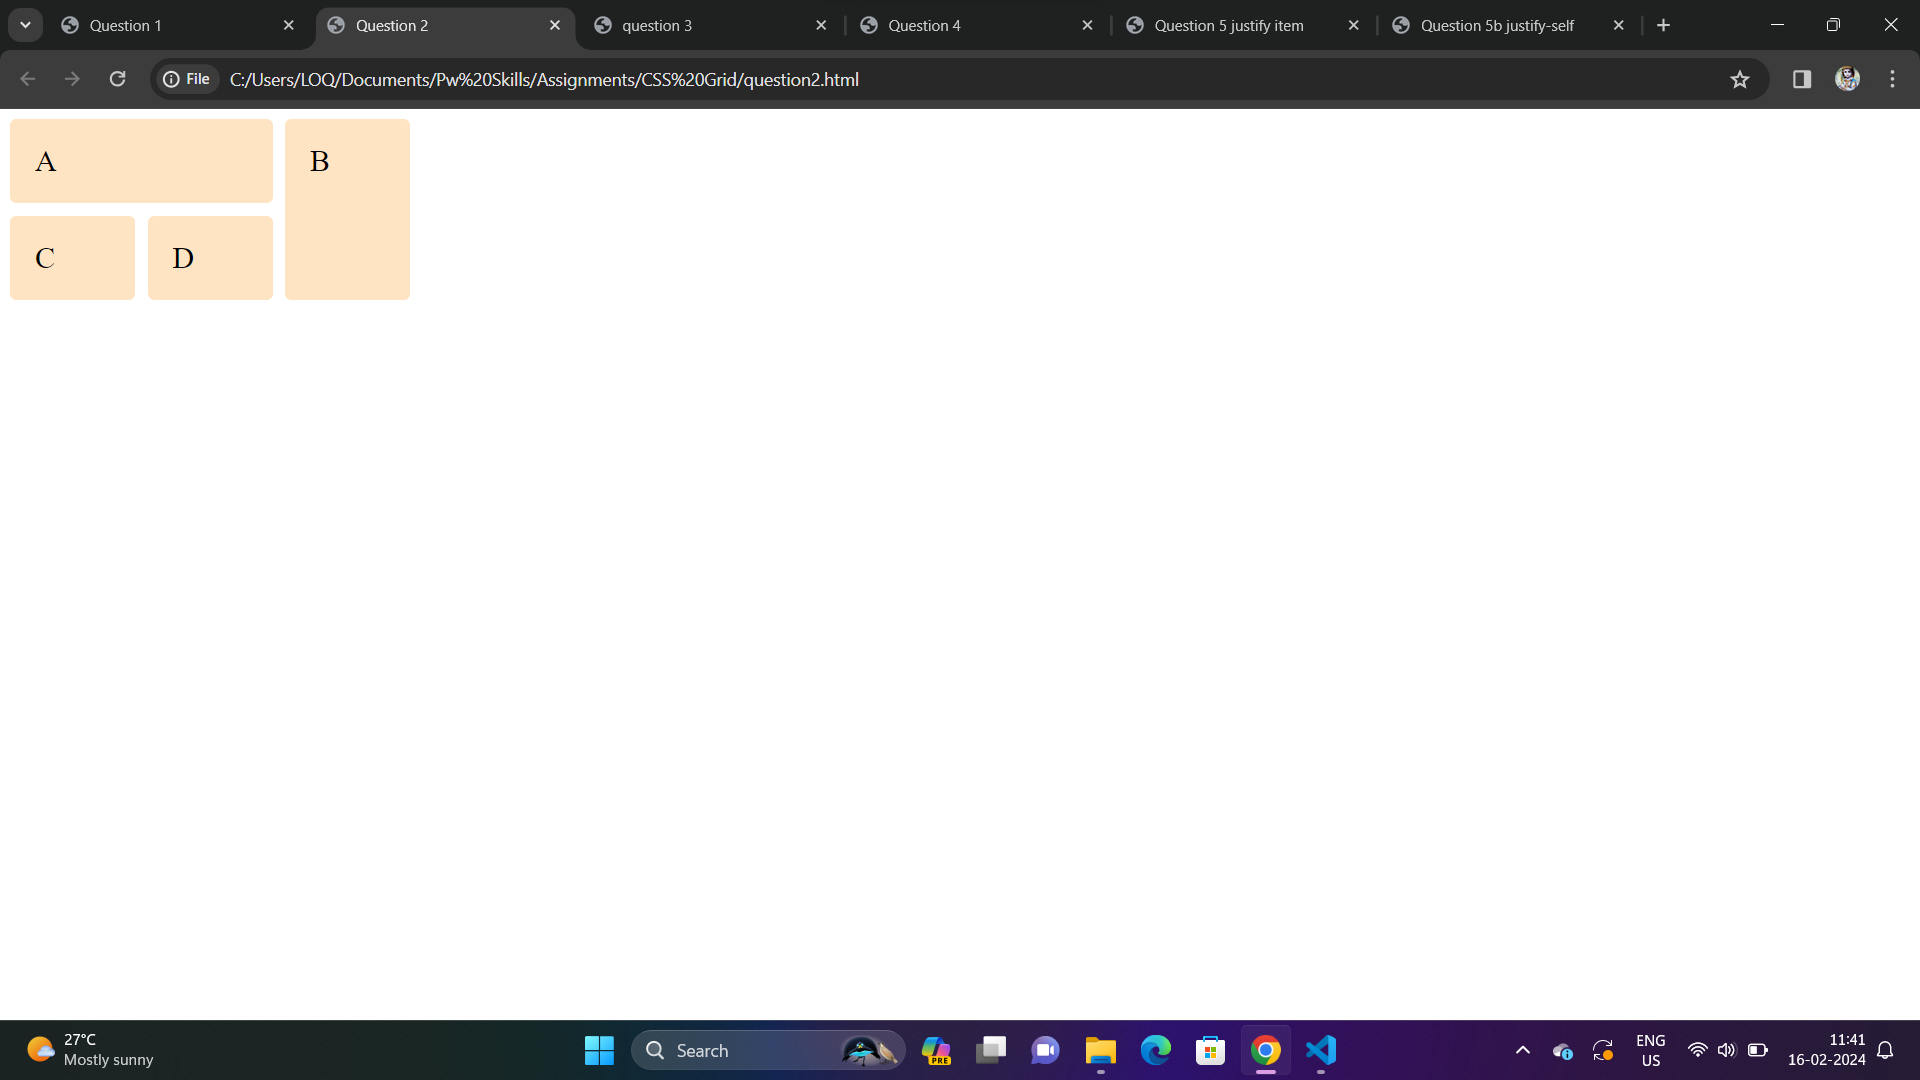 Question 1
Question 2
question 3
Question 4
Question 5 justify item
Question 5b justify-self
File
C:/Users/LOQ/Documents/Pw%20Skills/Assignments/CSS%20Grid/question2.html
A
B
C
D
27°C
Mostly sunny
Search
PRE
ENG
US
11:41
16-02-2024